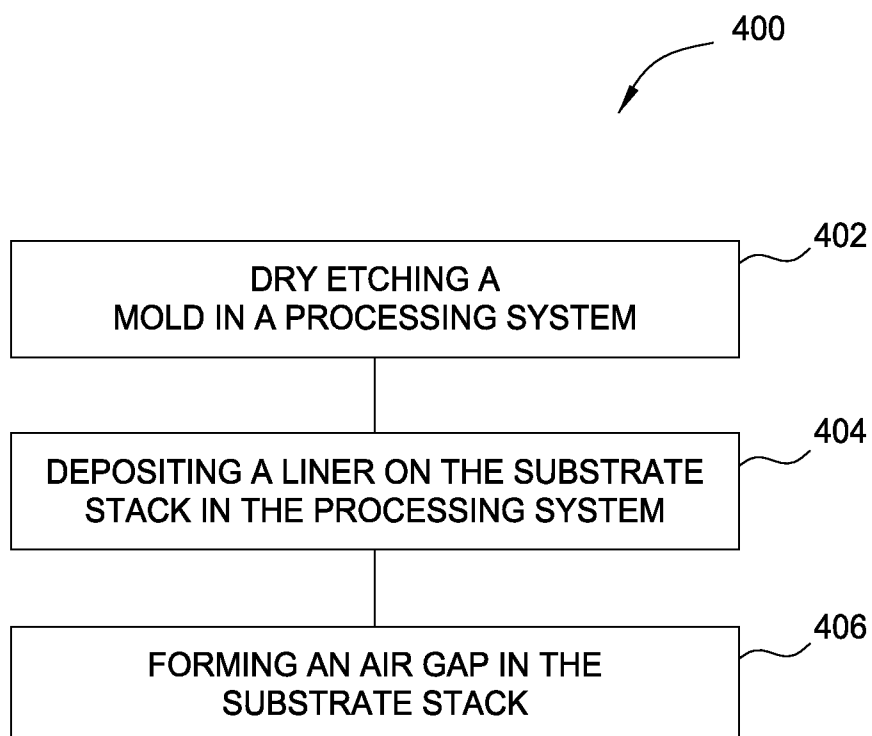 400
402
DRY ETCHING A
MOLD IN A PROCESSING SYSTEM
404
DEPOSITING A LINER ON THE SUBSTRATE
STACK IN THE PROCESSING SYSTEM
406
FORMING AN AIR GAP IN THE
SUBSTRATE STACK